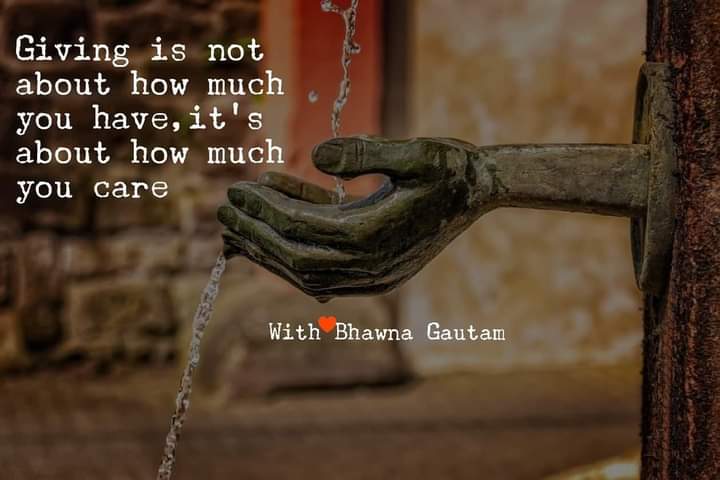 Giving is not
about how much
you have,it's
about how much
you care
With❤Bhawna Gautam